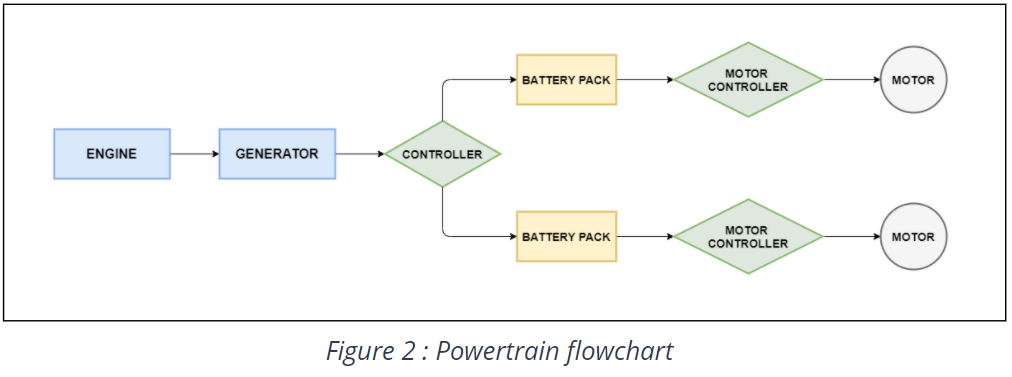 BATTERY PACK
MOTOR
CONTROLLER
MOTOR
ENGINE
GENERATOR
CONTROLLER
BATTERY PACK
MOTOR
CONTROLLER
MOTOR
Figure 2 : Powertrain flowchart